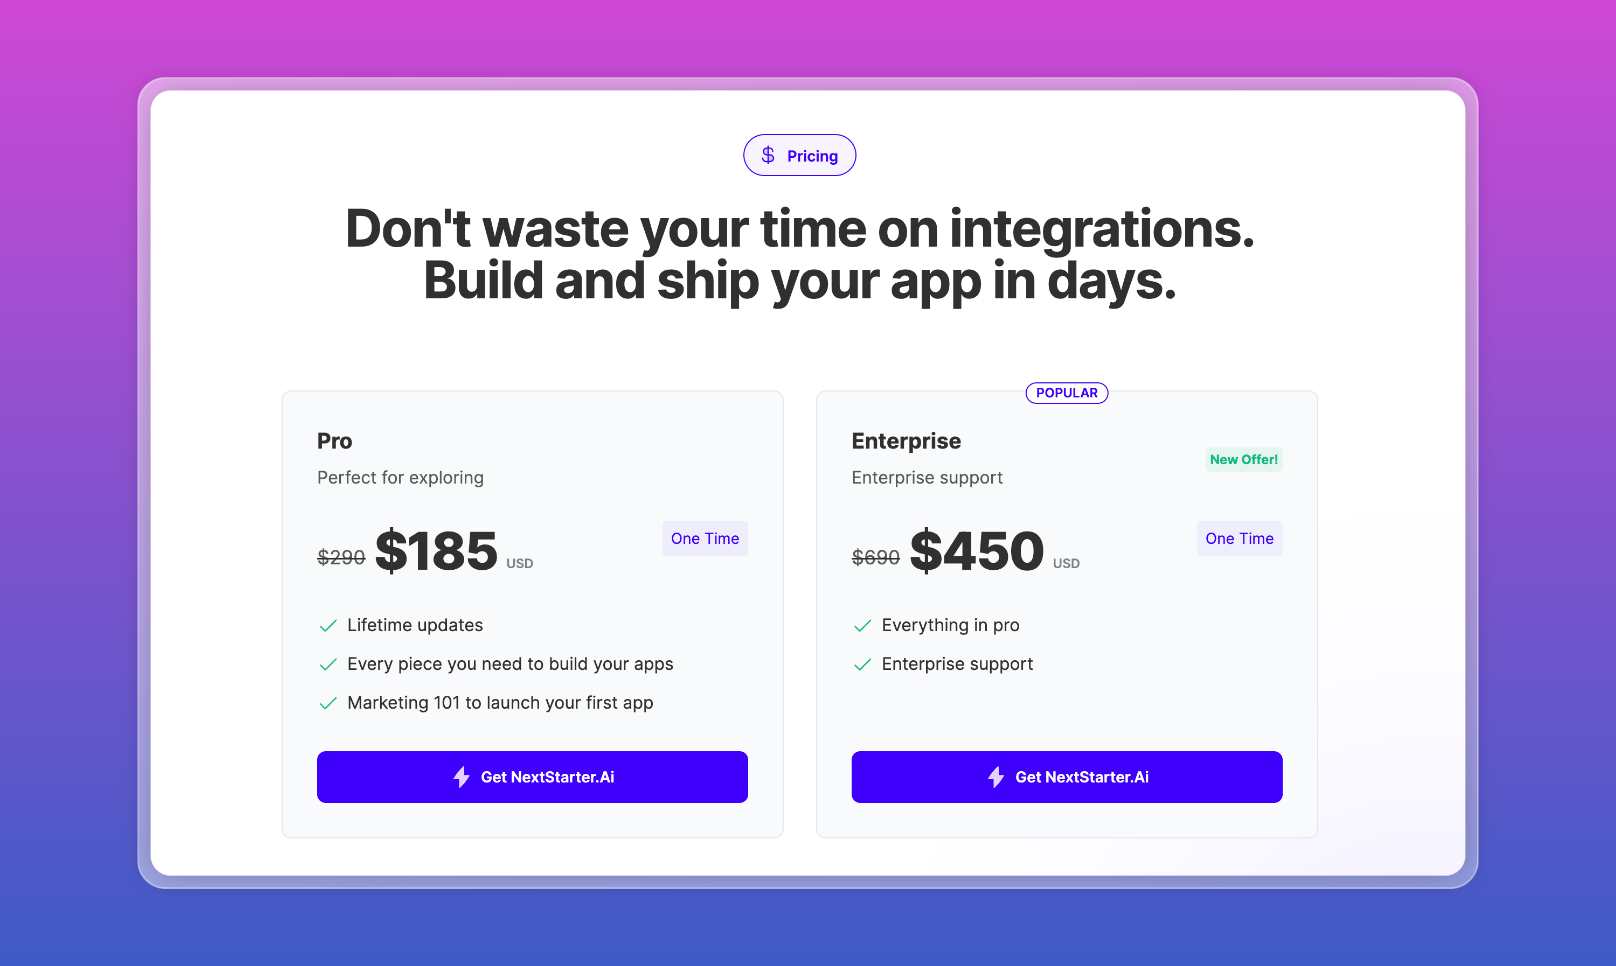 $ Pricing
Don't waste your time on integrations.
Build and ship your app in days.
Pro
Perfect for exploring
$290 $185 USD
One Time
Lifetime updates
Every piece you need to build your apps
Marketing 101 to launch your first app
Get NextStarter.Ai
POPULAR
Enterprise
Enterprise support
New Offer!
$690 $450 USD
One Time
Everything in pro
Enterprise support
Get NextStarter.Ai